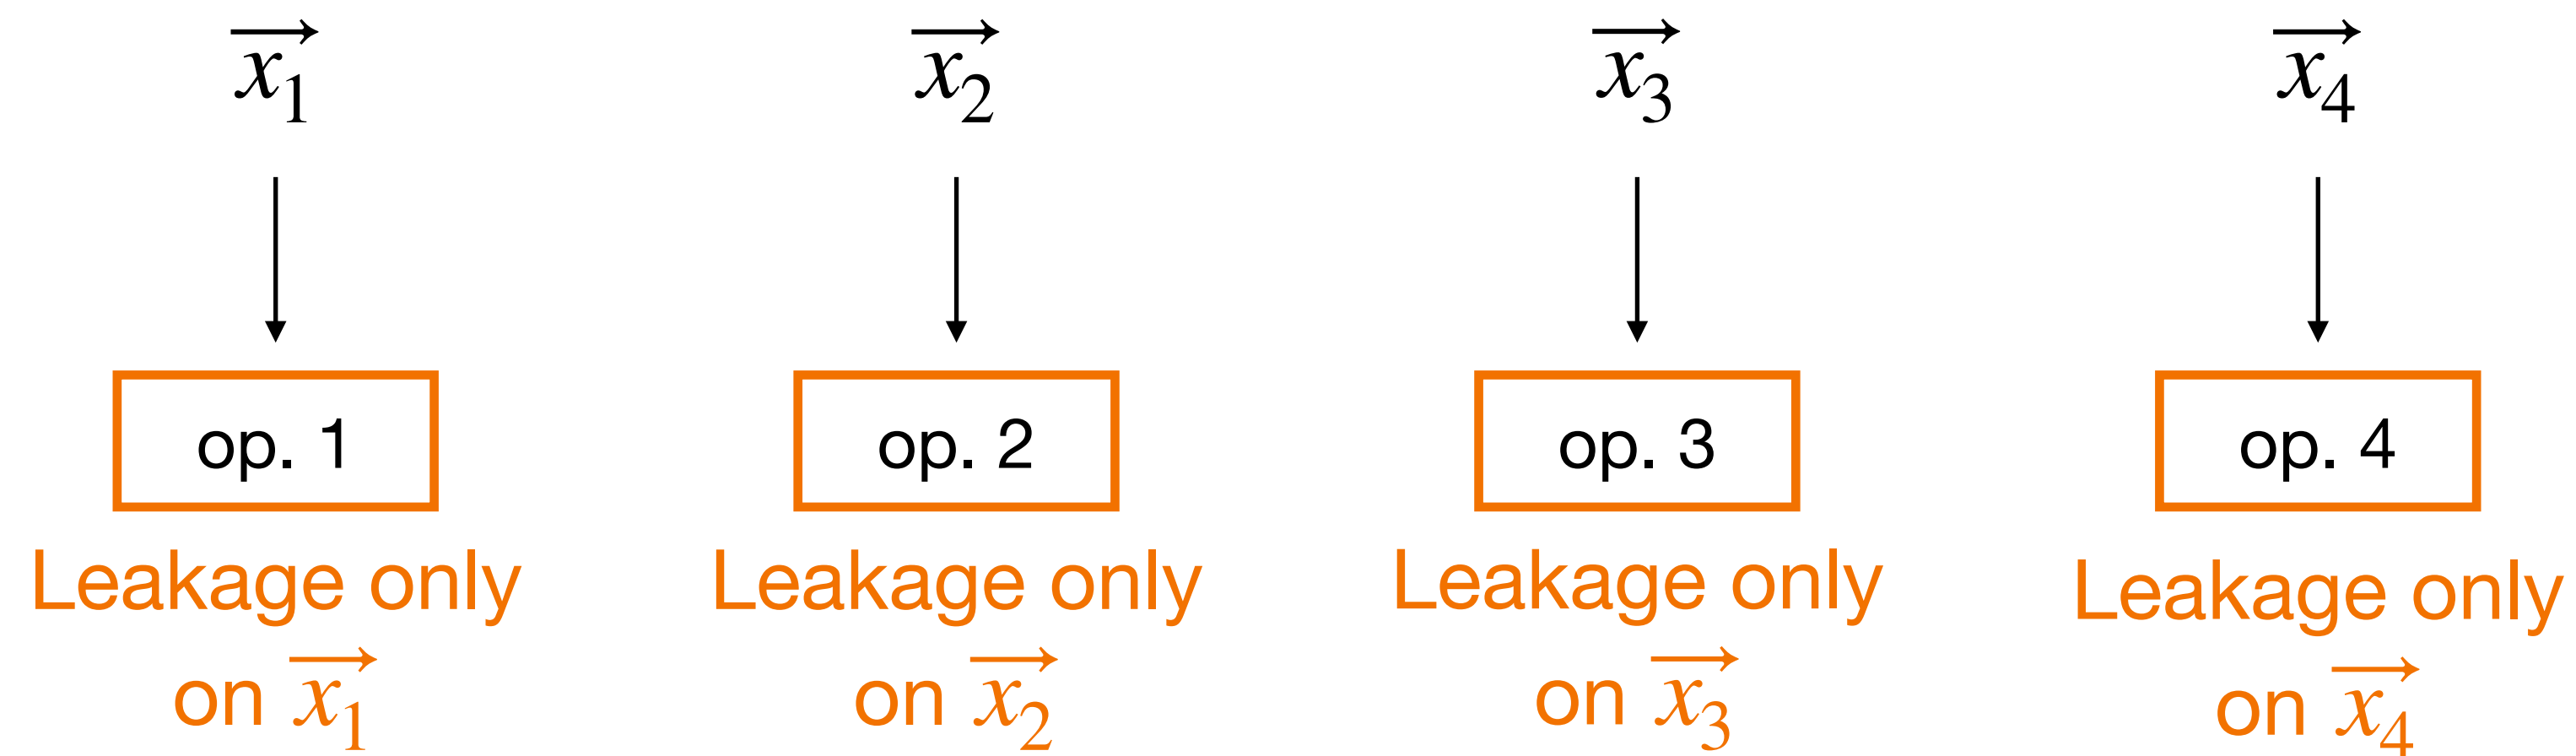 x⃗₁ x⃗₂ x⃗₃ x⃗₄
op. 1 op. 2 op. 3 op. 4
Leakage only Leakage only Leakage only Leakage only
on x⃗₁ on x⃗₂ on x⃗₃ on x⃗₄